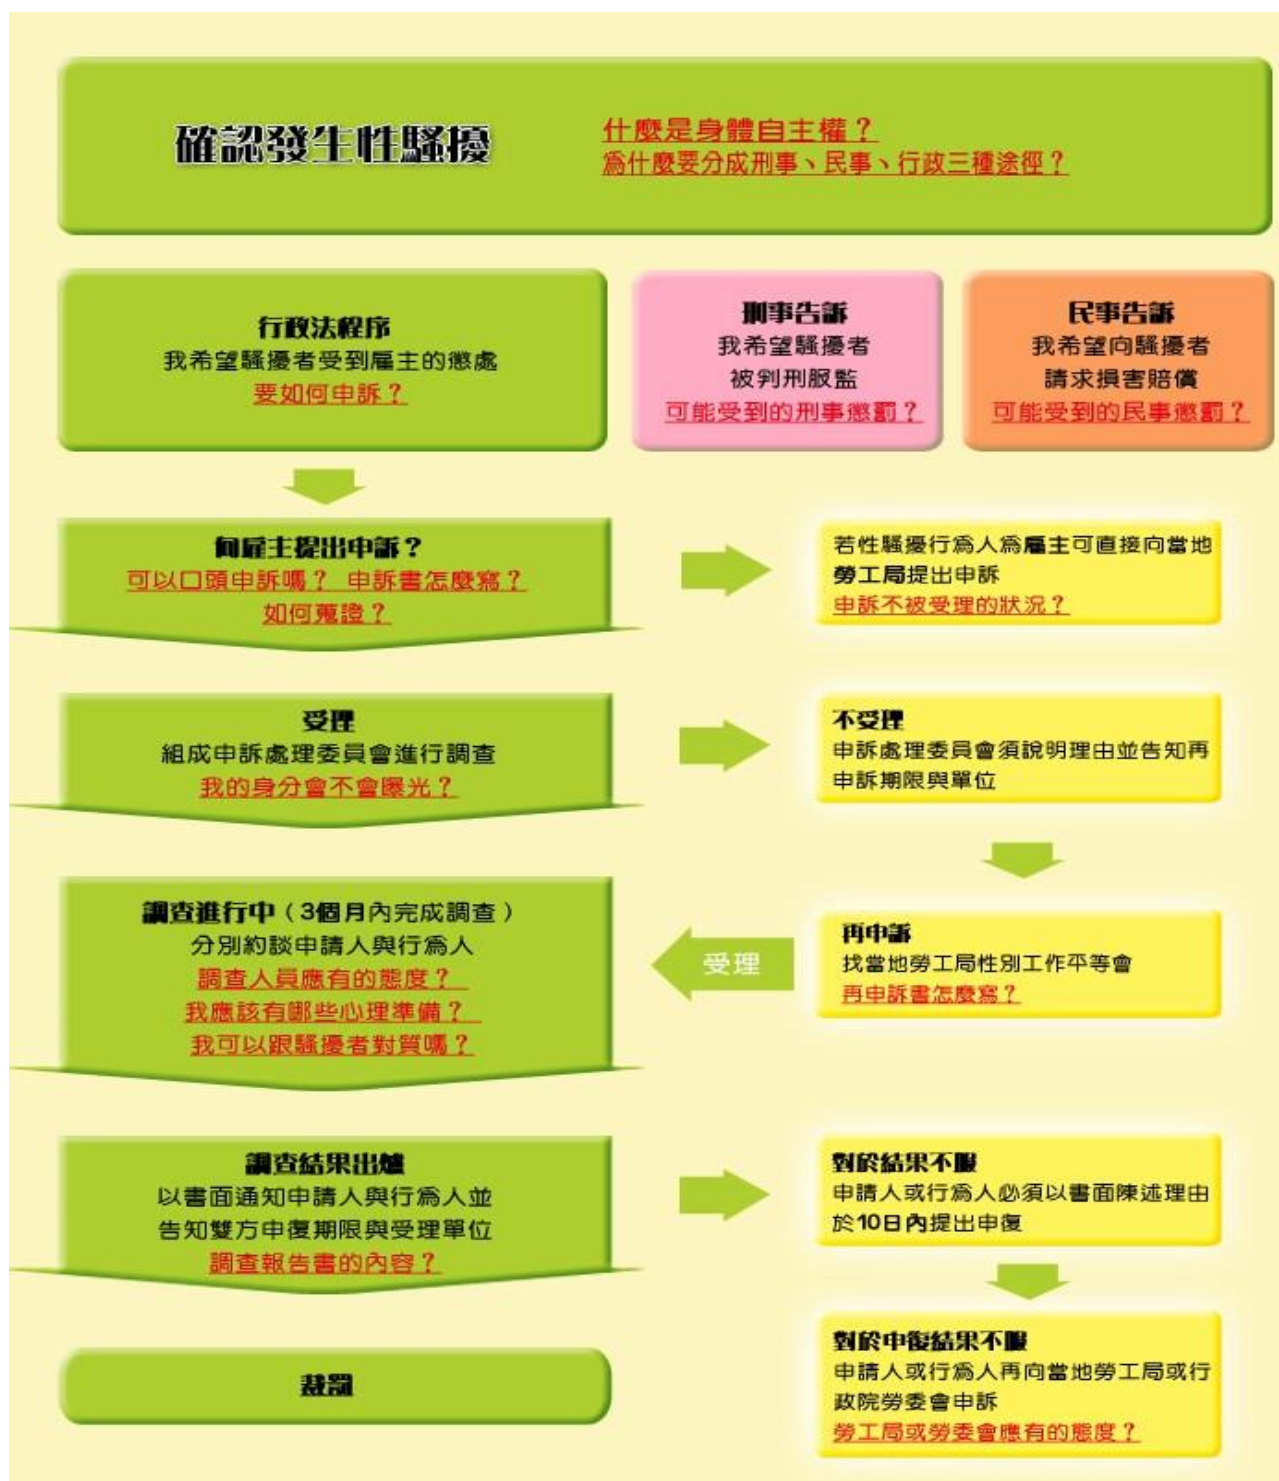 確認發生性騷擾
什麼是身體自主權？
為什麼要分成刑事、民事、行政三種途徑？
行政法程序
我希望騷擾者受到雇主的懲處
要如何申訴？
刑事告訴
我希望騷擾者
被判刑服監
可能受到的刑事懲罰？
民事告訴
我希望向騷擾者
請求損害賠償
可能受到的民事懲罰？
向雇主提出申訴？
可以口頭申訴嗎？ 申訴書怎麼寫？
如何蒐證？
若性騷擾行為人為雇主可直接向當地
勞工局提出申訴
申訴不被受理的狀況？
受理
組成申訴處理委員會進行調查
我的身分會不會曝光？
不受理
申訴處理委員會須說明理由並告知再
申訴期限與單位
調查進行中（3個月內完成調查）
分別約談申請人與行為人
調查人員應有的態度？
我應該有哪些心理準備？
我可以跟騷擾者對質嗎？
受理
再申訴
找當地勞工局性別工作平等會
再申訴書怎麼寫？
調查結果出爐
以書面通知申請人與行為人並
告知雙方申復期限與受理單位
調查報告書的內容？
對於結果不服
申請人或行為人必須以書面陳述理由
於10日內提出申復
裁罰
對於申復結果不服
申請人或行為人再向當地勞工局或行
政院勞委會申訴
勞工局或勞委會應有的態度？